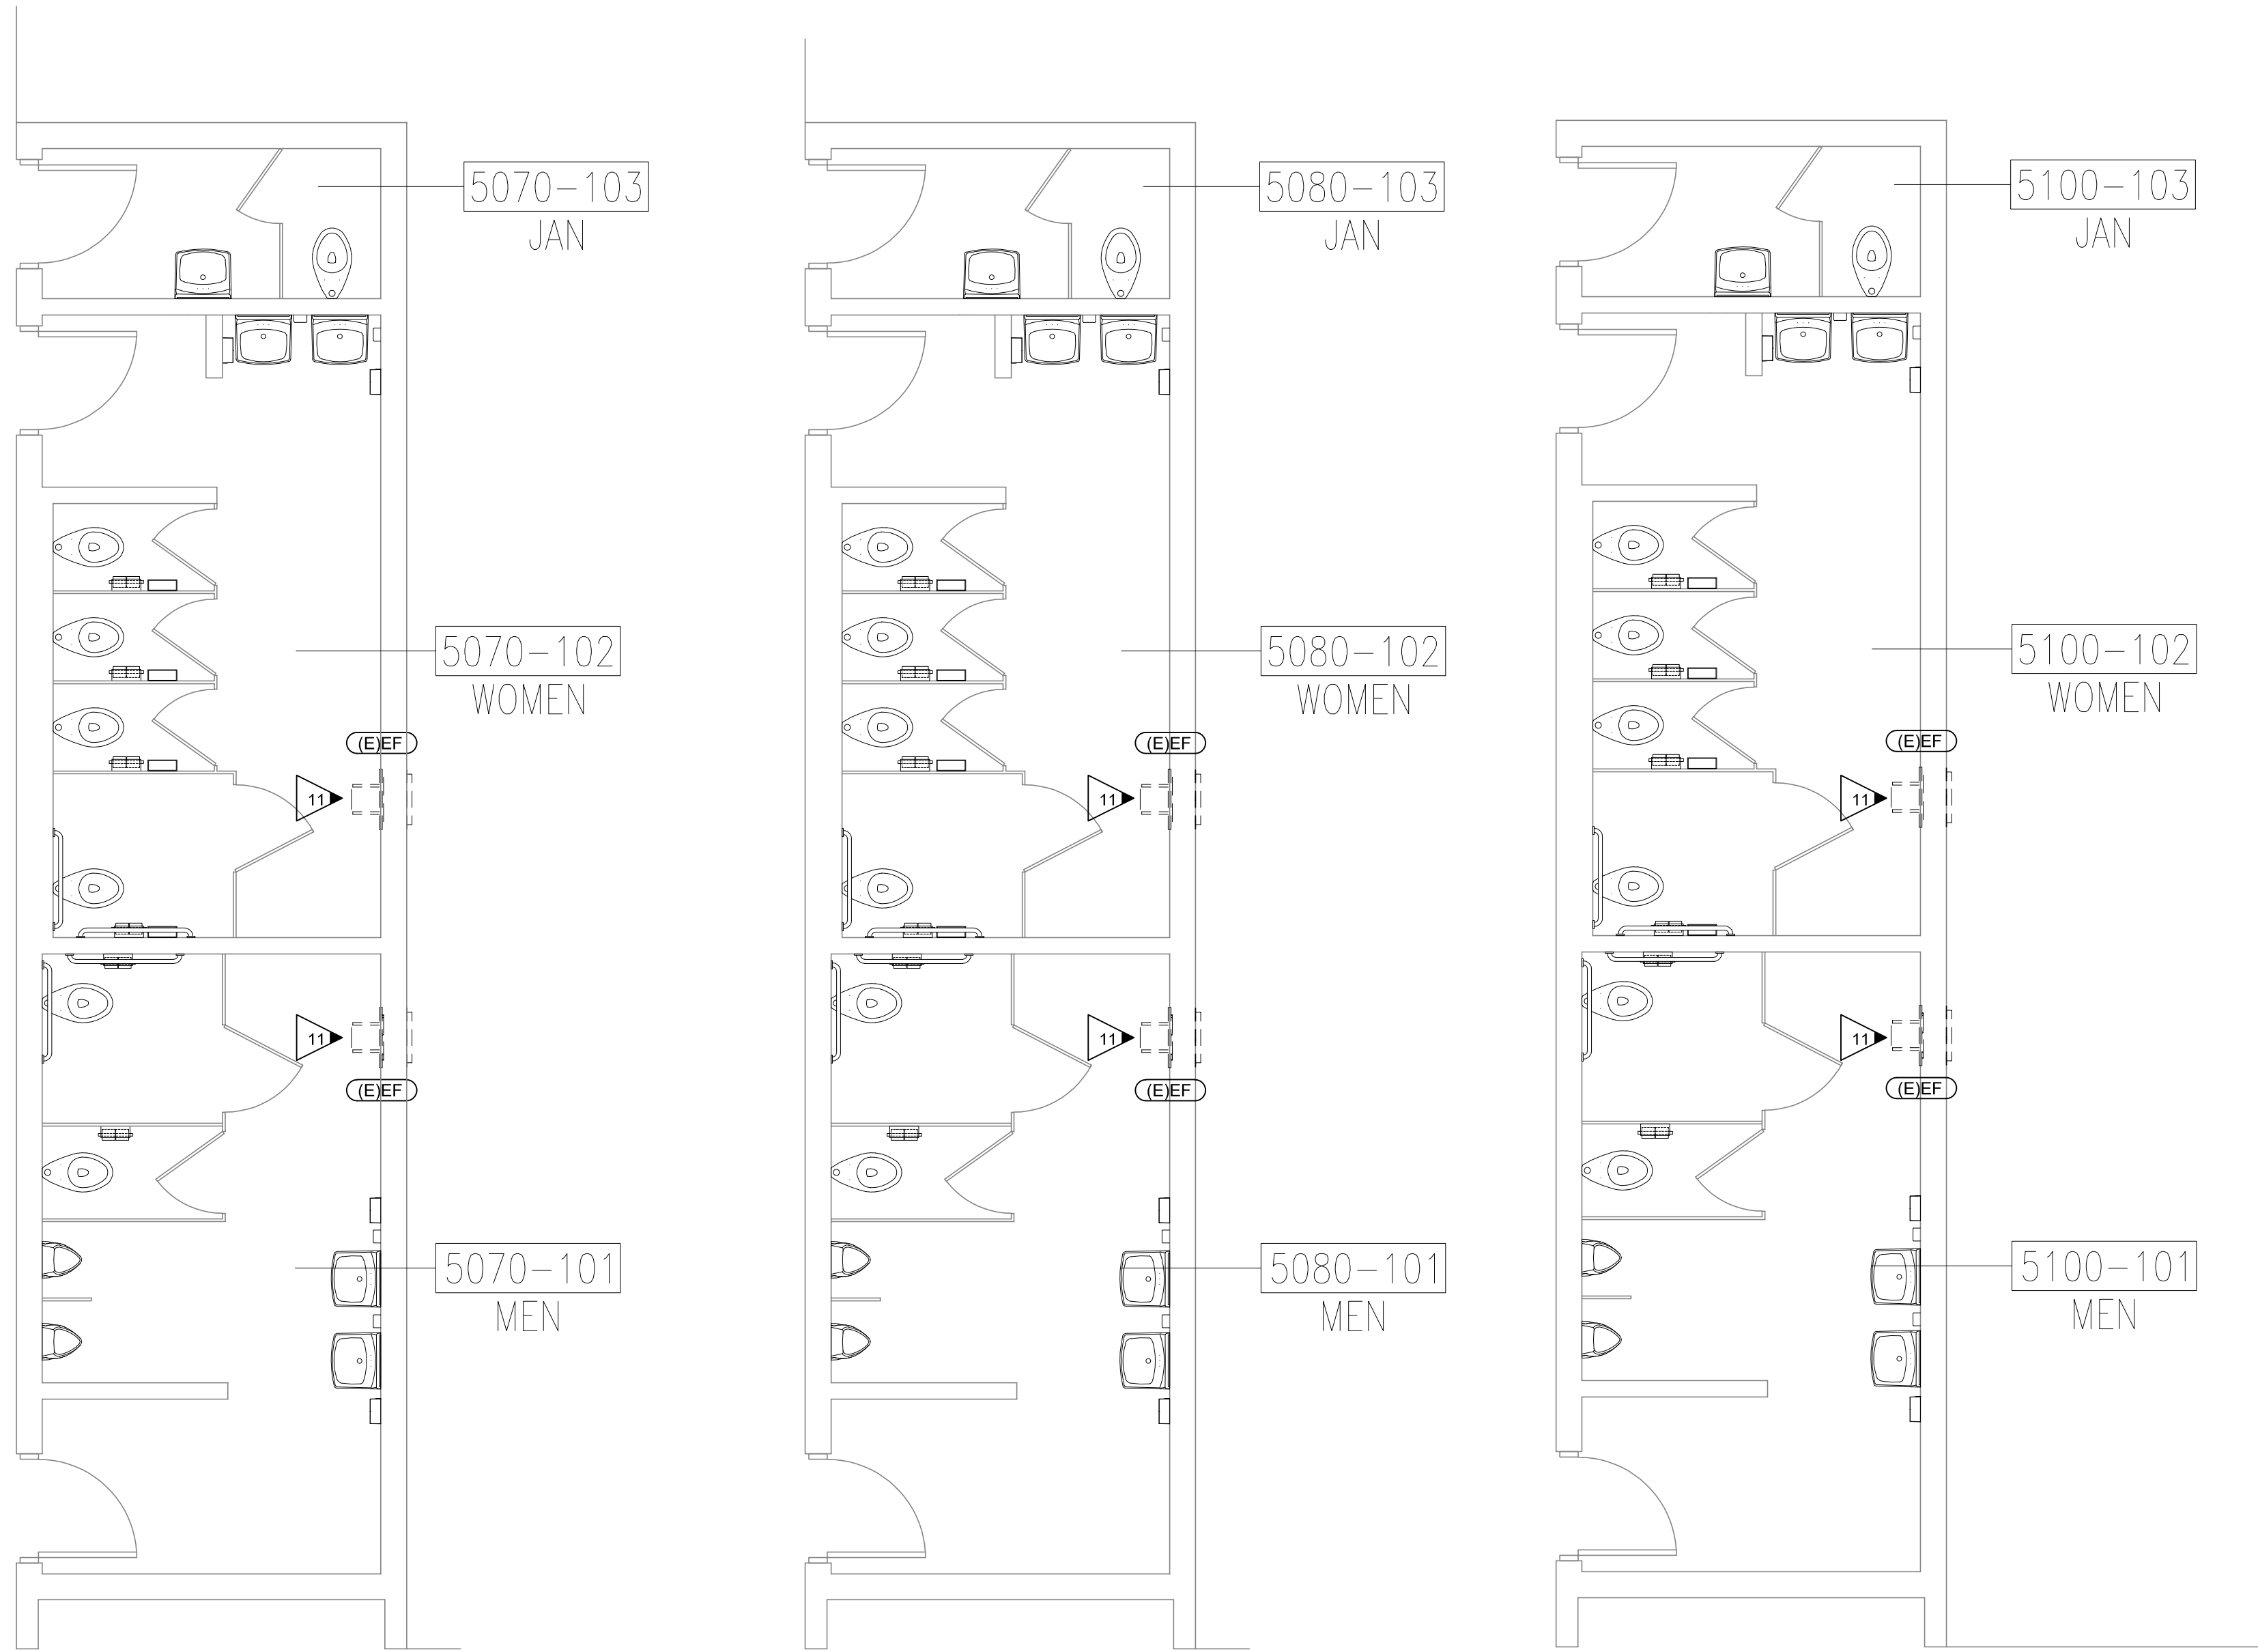 5070-103
JAN
5080-103
JAN
5100-103
JAN
5070-102
WOMEN
5080-102
WOMEN
5100-102
WOMEN
(E)EF
(E)EF
(E)EF
11
11
11
11
11
11
(E)EF
(E)EF
(E)EF
5070-101
MEN
5080-101
MEN
5100-101
MEN